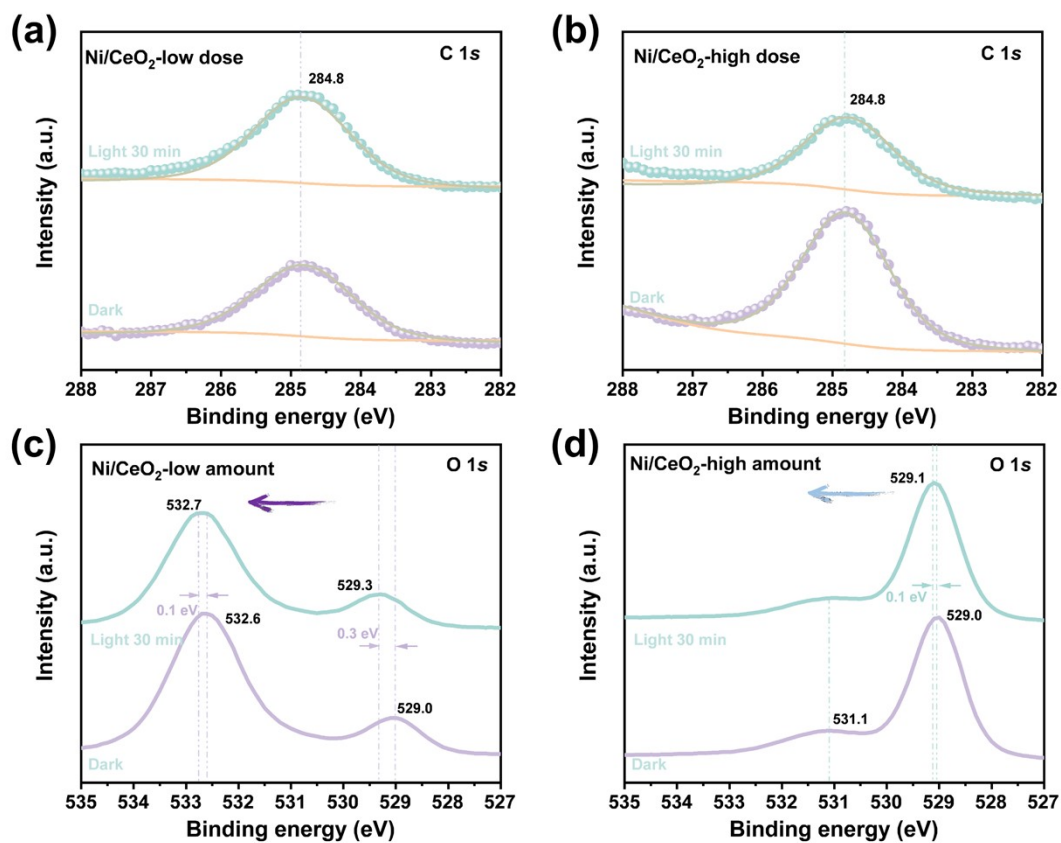 (a)
Ni/CeO₂-low dose
C 1s
284.8
Light 30 min
Dark
Intensity (a.u.)
288 287 286 285 284 283 282
Binding energy (eV)
(b)
Ni/CeO₂-high dose
C 1s
284.8
Light 30 min
Dark
Intensity (a.u.)
288 286 284 282
Binding energy (eV)
(c)
Ni/CeO₂-low amount
O 1s
532.7
529.3
0.1 eV
532.6
Light 30 min
0.3 eV
529.0
Dark
Intensity (a.u.)
535 534 533 532 531 530 529 528 527
Binding energy (eV)
(d)
Ni/CeO₂-high amount
O 1s
529.1
0.1 eV
Light 30 min
529.0
531.1
Dark
Intensity (a.u.)
535 534 533 532 531 530 529 528 527
Binding energy (eV)